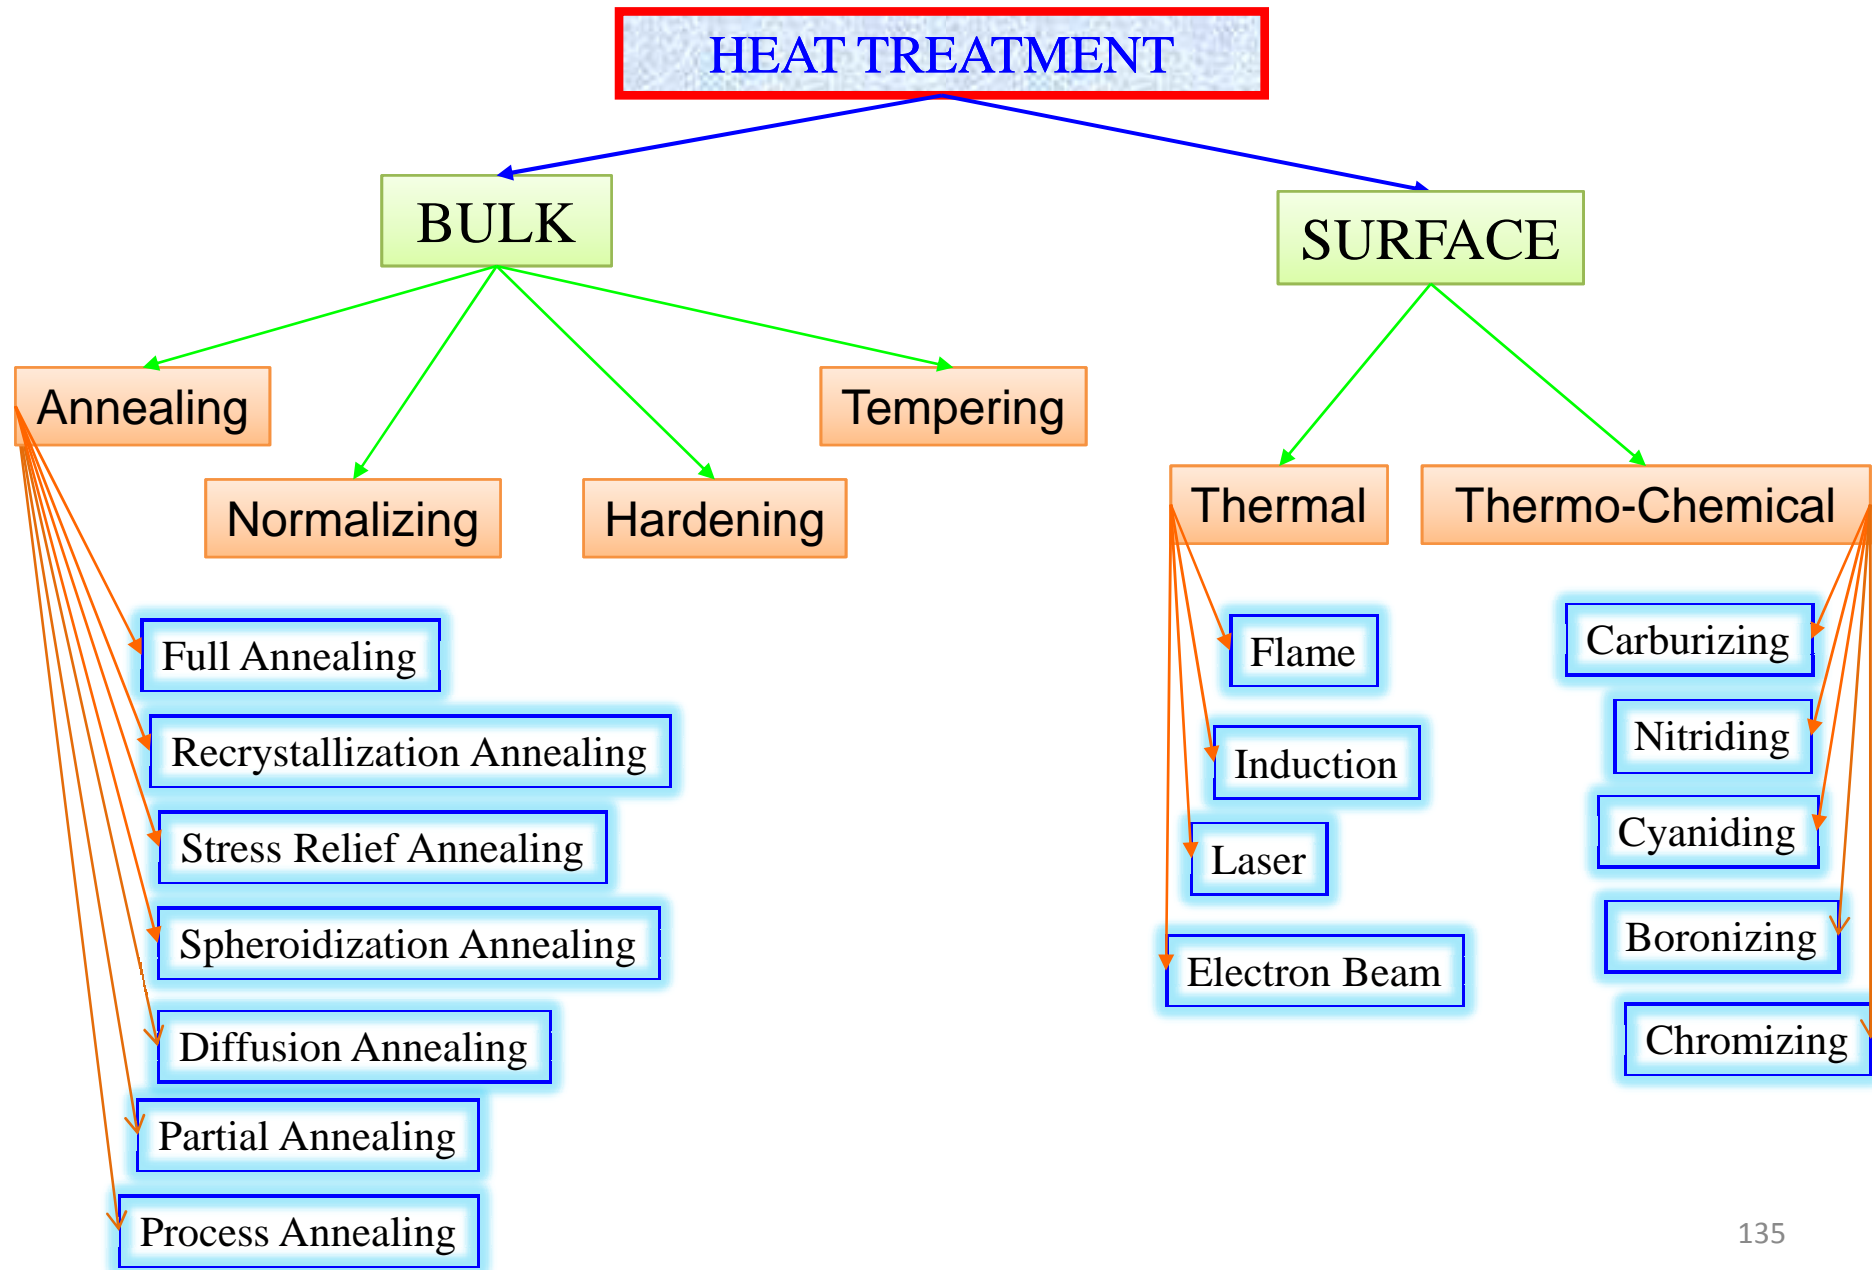 HEAT TREATMENT
BULK
SURFACE
Annealing
Tempering
Normalizing
Hardening
Thermal
Thermo-Chemical
Full Annealing
Recrystallization Annealing
Stress Relief Annealing
Spheroidization Annealing
Diffusion Annealing
Partial Annealing
Process Annealing
Flame
Induction
Laser
Electron Beam
Carburizing
Nitriding
Cyaniding
Boronizing
Chromizing
135